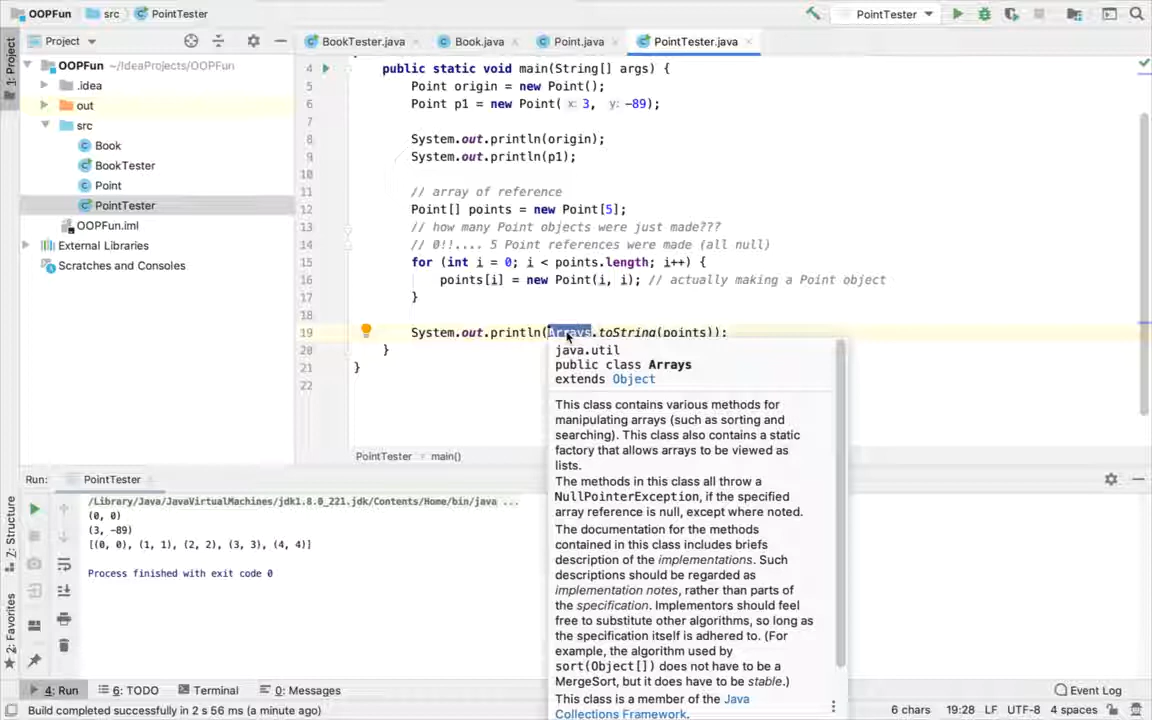 OOPFun src PointTester
PointTester
Project
BookTester.java Book.java Point.java PointTester.java
1: Project
OOPFun ~/IdeaProjects/OOPFun
.idea
out
src
Book
BookTester
Point
PointTester
OOPFun.iml
External Libraries
Scratches and Consoles
4 public static void main(String[] args) {
5 Point origin = new Point();
6 Point p1 = new Point( x: 3, y: -89);
7
8 System.out.println(origin);
9 System.out.println(p1);
10
11 // array of reference
12 Point[] points = new Point[5];
13 // how many Point objects were just made???
14 // 0!!.... 5 Point references were made (all null)
15 for (int i = 0; i < points.length; i++) {
16 points[i] = new Point(i, i); // actually making a Point object
17 }
18
19 System.out.println(Arrays.toString(points));
20 }
21 }
22
java.util
public class Arrays
extends Object
This class contains various methods for
manipulating arrays (such as sorting and
searching). This class also contains a static
factory that allows arrays to be viewed as
lists.
The methods in this class all throw a
NullPointerException, if the specified
array reference is null, except where noted.
The documentation for the methods
contained in this class includes briefs
description of the implementations. Such
descriptions should be regarded as
implementation notes, rather than parts of
the specification. Implementors should feel
free to substitute other algorithms, so long as
the specification itself is adhered to. (For
example, the algorithm used by
sort(Object[]) does not have to be a
MergeSort, but it does have to be stable.)
This class is a member of the Java
Collections Framework.
PointTester main()
Run: PointTester
/Library/Java/JavaVirtualMachines/jdk1.8.0_221.jdk/Contents/Home/bin/java ...
(0, 0)
(3, -89)
[(0, 0), (1, 1), (2, 2), (3, 3), (4, 4)]
Process finished with exit code 0
Z: Structure
2: Favorites
4: Run 6: TODO Terminal 0: Messages Event Log
Build completed successfully in 2 s 56 ms (a minute ago) 6 chars 19:28 LF UTF-8 4 spaces